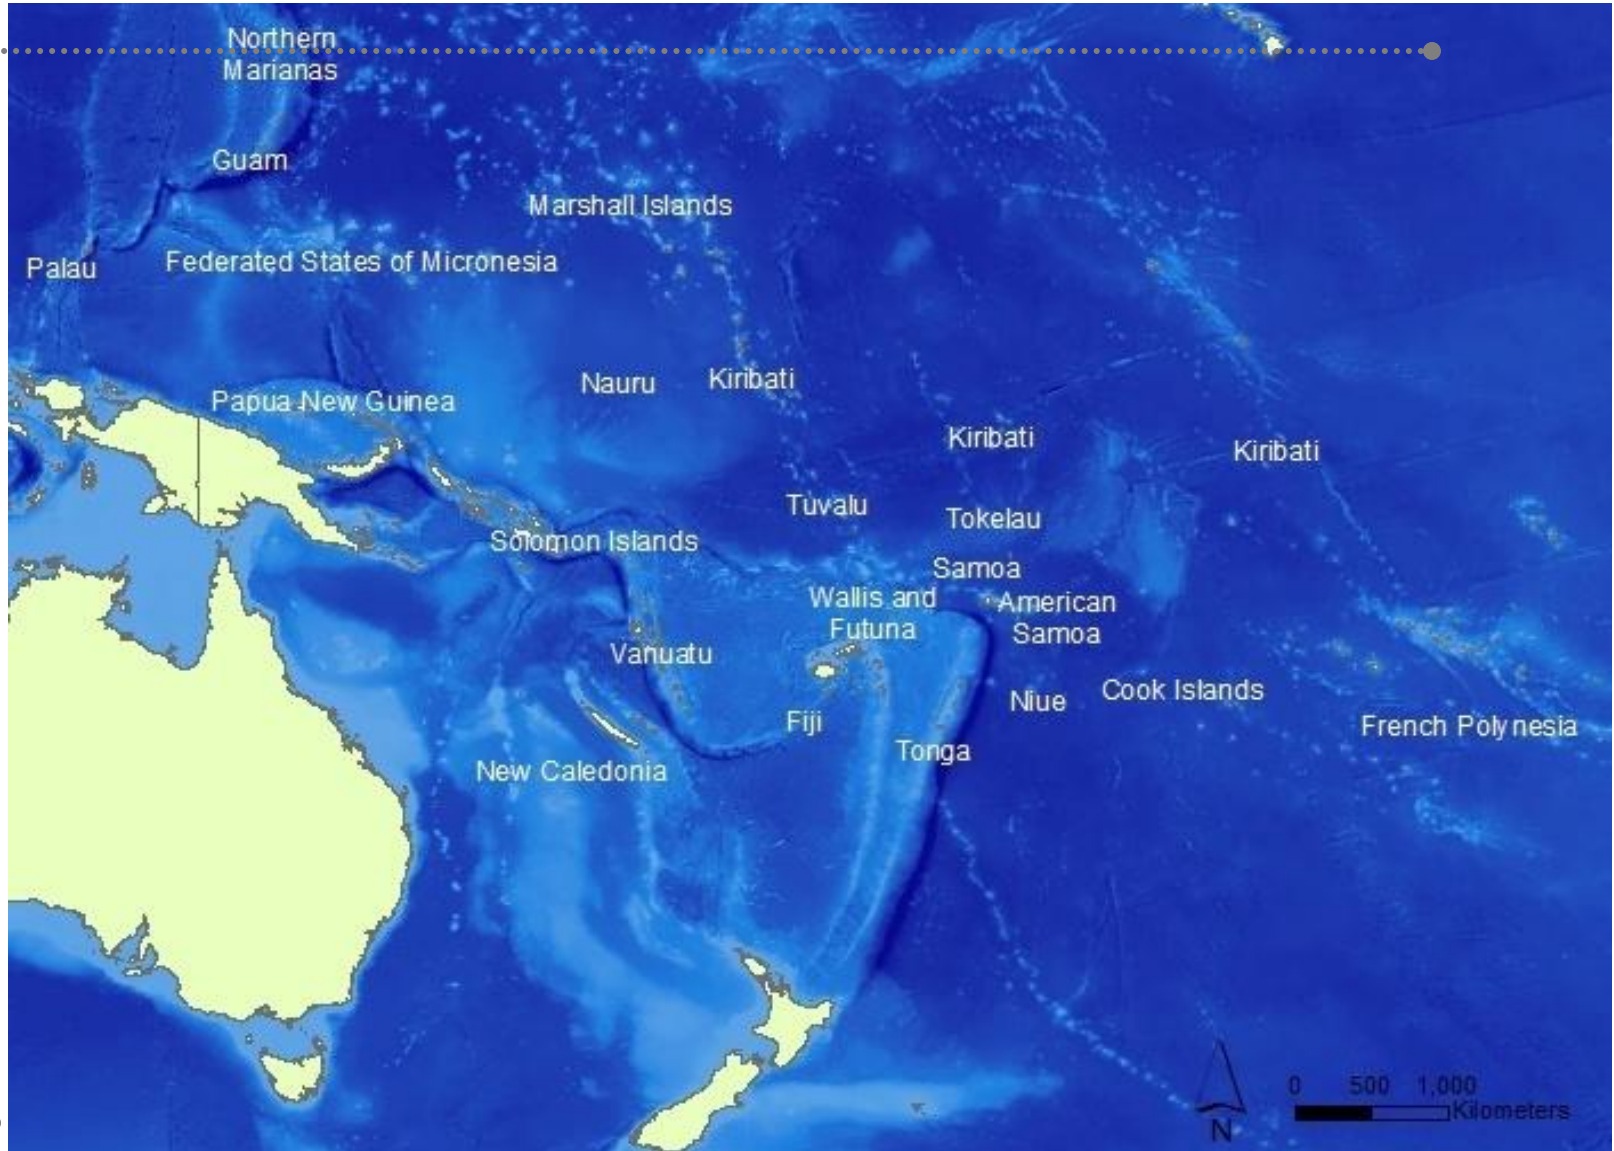 Northern
Marianas
Guam
Marshall Islands
Federated States of Micronesia
Palau
Nauru
Kiribati
Papua New Guinea
Kiribati
Kiribati
Tuvalu
Tokelau
Solomon Islands
Samoa
Wallis and
Futuna
American
Samoa
Vanuatu
Niue
Cook Islands
Fiji
French Polynesia
Tonga
New Caledonia
0 500 1,000
Kilometers
N